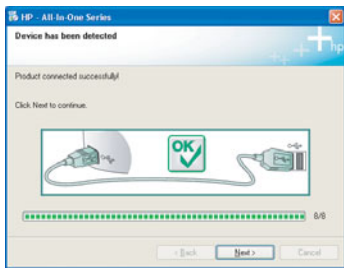 HP - All-In-One Series
Device has been detected
hp
Product connected successfully!
Click Next to continue.
OK
8/8
< Back
Next >
Cancel